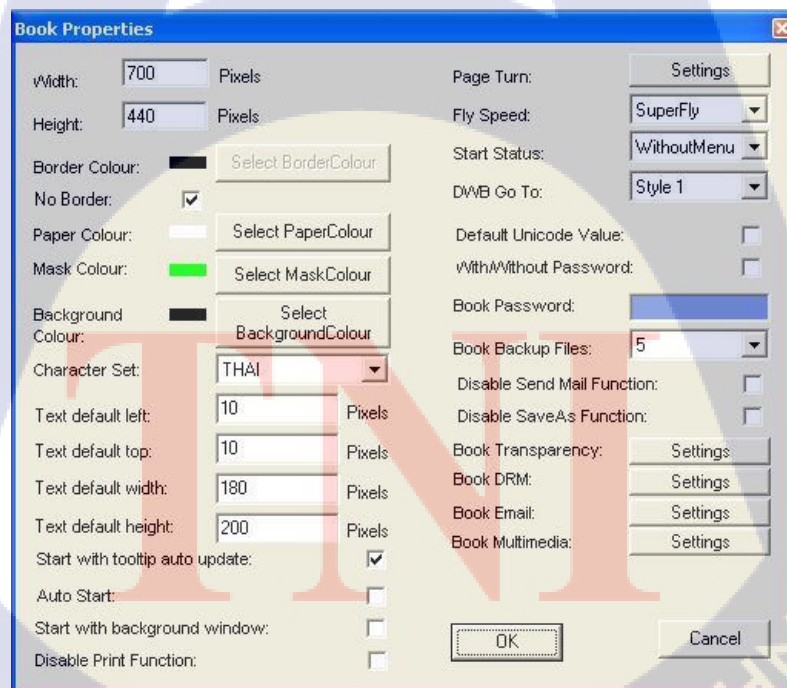 Book Properties
Width: 700 Pixels
Height: 440 Pixels
Border Colour: Select BorderColour
No Border:
Paper Colour: Select PaperColour
Mask Colour: Select MaskColour
Background Colour: Select BackgroundColour
Character Set: THAI
Text default left: 10 Pixels
Text default top: 10 Pixels
Text default width: 180 Pixels
Text default height: 200 Pixels
Start with tooltip auto update:
Auto Start:
Start with background window:
Disable Print Function:
Page Turn: Settings
Fly Speed: SuperFly
Start Status: WithoutMenu
DWB Go To: Style 1
Default Unicode Value:
With/Without Password:
Book Password:
Book Backup Files: 5
Disable Send Mail Function:
Disable SaveAs Function:
Book Transparency: Settings
Book DRM: Settings
Book Email: Settings
Book Multimedia: Settings
OK Cancel
TNI